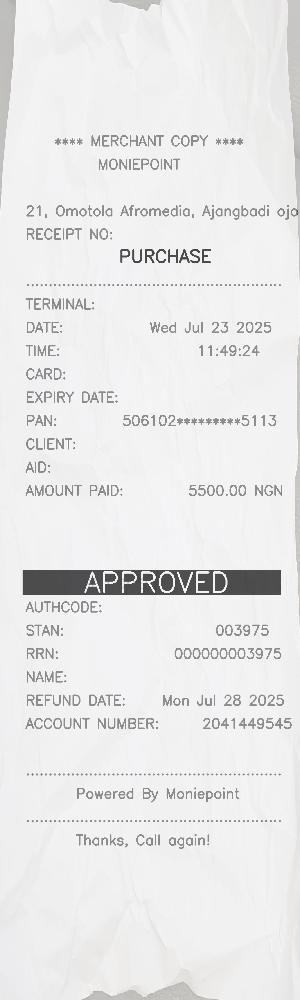 **** MERCHANT COPY ****
MONIEPOINT
21, Omotola Afromedia, Ajangbadi ojo
RECEIPT NO:
PURCHASE
TERMINAL:
DATE: Wed Jul 23 2025
TIME: 11:49:24
CARD:
EXPIRY DATE:
PAN: 506102*********5113
CLIENT:
AID:
AMOUNT PAID: 5500.00 NGN
APPROVED
AUTHCODE:
STAN: 003975
RRN: 000000003975
NAME:
REFUND DATE: Mon Jul 28 2025
ACCOUNT NUMBER: 2041449545
Powered By Moniepoint
Thanks, Call again!